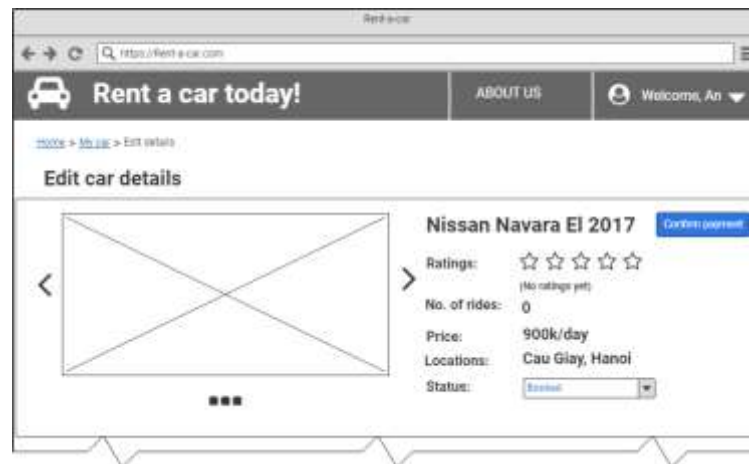 Rent-a-car
https://Rent-a-car.com
Rent a car today!
ABOUT US
Welcome, An
Home > My car > Edit details
Edit car details
Nissan Navara El 2017
Confirm payment
Ratings:
(No ratings yet)
No. of rides: 0
Price: 900k/day
Locations: Cau Giay, Hanoi
Status: Booked